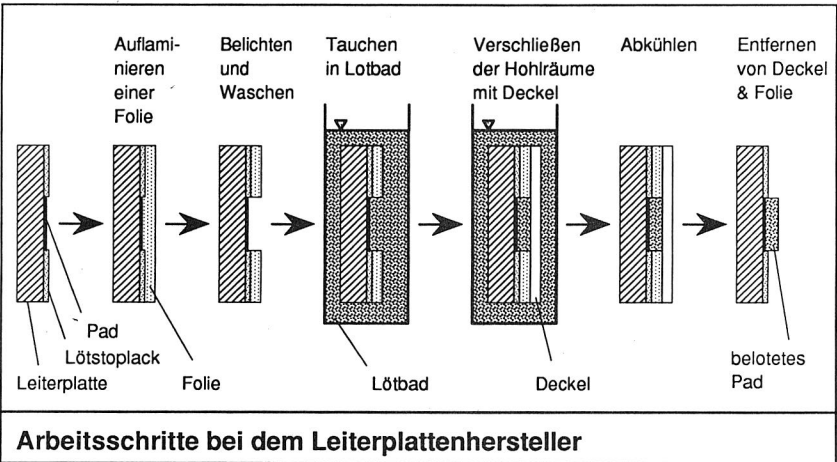 Auflami-
nieren
einer
Folie
Belichten
und
Waschen
Tauchen
in Lotbad
Verschließen
der Hohlräume
mit Deckel
Abkühlen
Entfernen
von Deckel
& Folie
Pad
Lötstoplack
Leiterplatte
Folie
Lötbad
Deckel
belotetes
Pad
Arbeitsschritte bei dem Leiterplattenhersteller